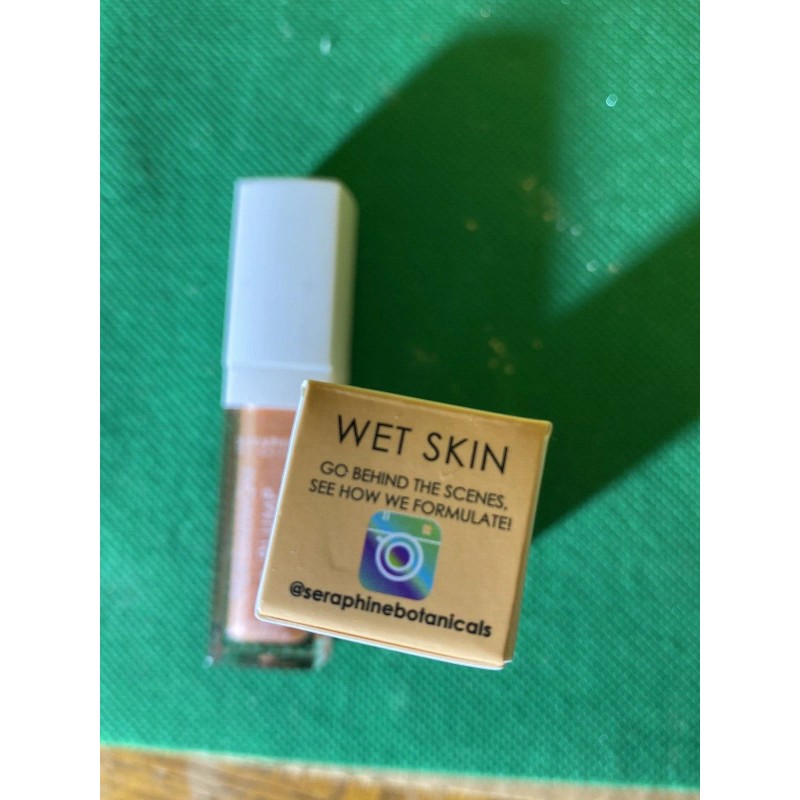 WET SKIN
GO BEHIND THE SCENES,
SEE HOW WE FORMULATE!
@seraphinebotanicals